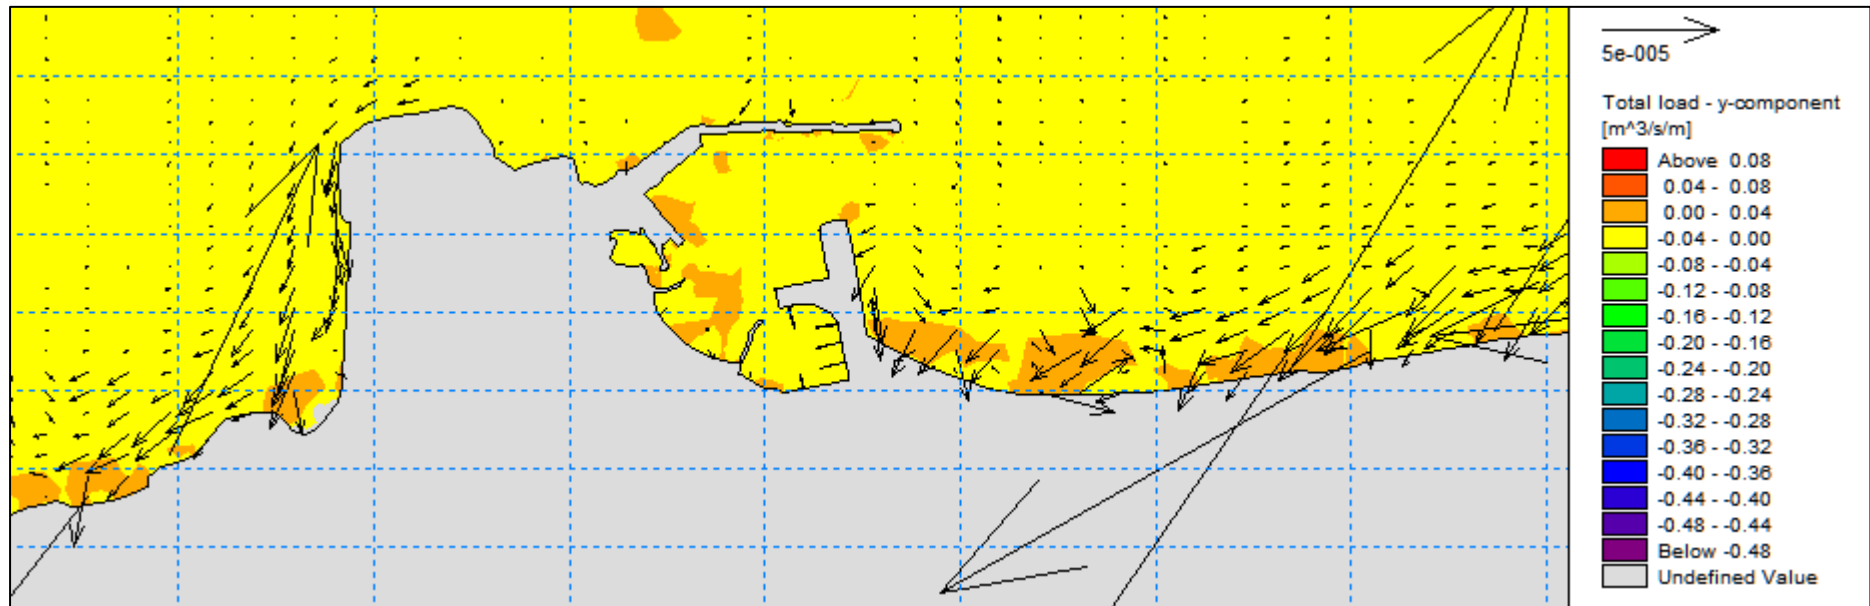 5e-005
Total load - y-component
[m^3/s/m]
Above 0.08
0.04 - 0.08
0.00 - 0.04
-0.04 - 0.00
-0.08 - -0.04
-0.12 - -0.08
-0.16 - -0.12
-0.20 - -0.16
-0.24 - -0.20
-0.28 - -0.24
-0.32 - -0.28
-0.36 - -0.32
-0.40 - -0.36
-0.44 - -0.40
-0.48 - -0.44
Below -0.48
Undefined Value